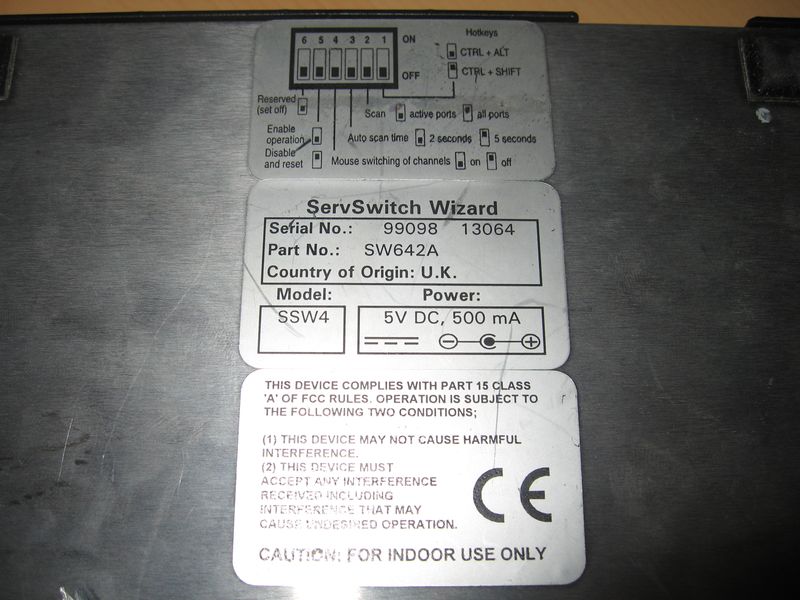 6 5 4 3 2 1 ON
OFF
Hotkeys
CTRL + ALT
CTRL + SHIFT
Reserved
(set off)
Scan active ports all ports
Enable
operation
Auto scan time 2 seconds 5 seconds
Disable
and reset
Mouse switching of channels on off
ServSwitch Wizard
Serial No.: 99098 13064
Part No.: SW642A
Country of Origin: U.K.
Model: Power:
SSW4 5V DC, 500 mA
THIS DEVICE COMPLIES WITH PART 15 CLASS
'A' OF FCC RULES. OPERATION IS SUBJECT TO
THE FOLLOWING TWO CONDITIONS;
(1) THIS DEVICE MAY NOT CAUSE HARMFUL
INTERFERENCE.
(2) THIS DEVICE MUST
ACCEPT ANY INTERFERENCE
RECEIVED INCLUDING
INTERFERENCE THAT MAY
CAUSE UNDESIRED OPERATION.
CE
CAUTION: FOR INDOOR USE ONLY